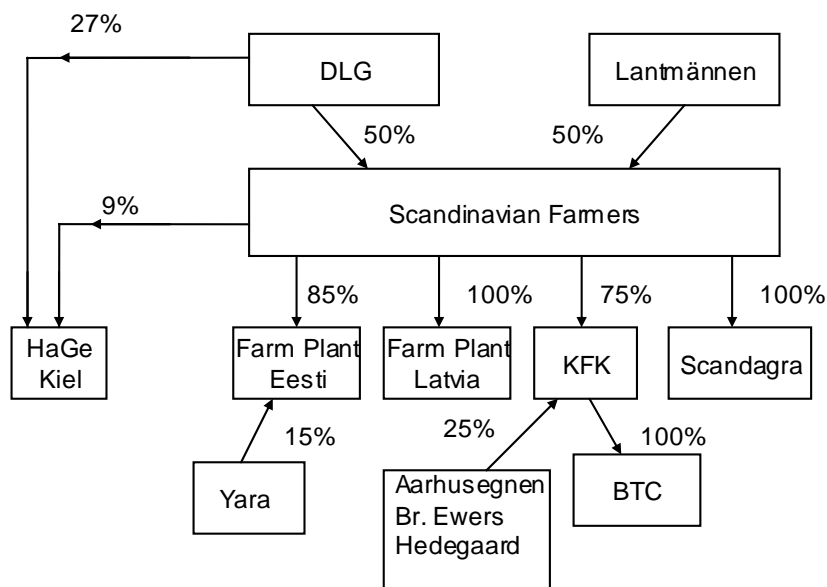 27%
DLG
Lantmännen
50%
50%
9%
Scandinavian Farmers
85%
100%
75%
100%
HaGe
Kiel
Farm Plant
Eesti
Farm Plant
Latvia
KFK
Scandagra
15%
25%
100%
Yara
Aarhusegnen
Br. Ewers
Hedegaard
BTC